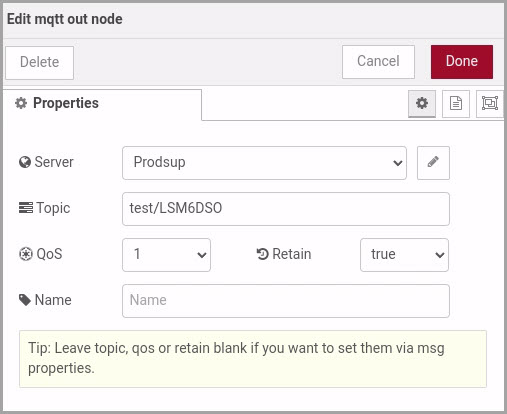 Edit mqtt out node
Delete
Cancel
Done
Properties
Server
Prodsup
Topic
test/LSM6DSO
QoS
1
Retain
true
Name
Name
Tip: Leave topic, qos or retain blank if you want to set them via msg
properties.